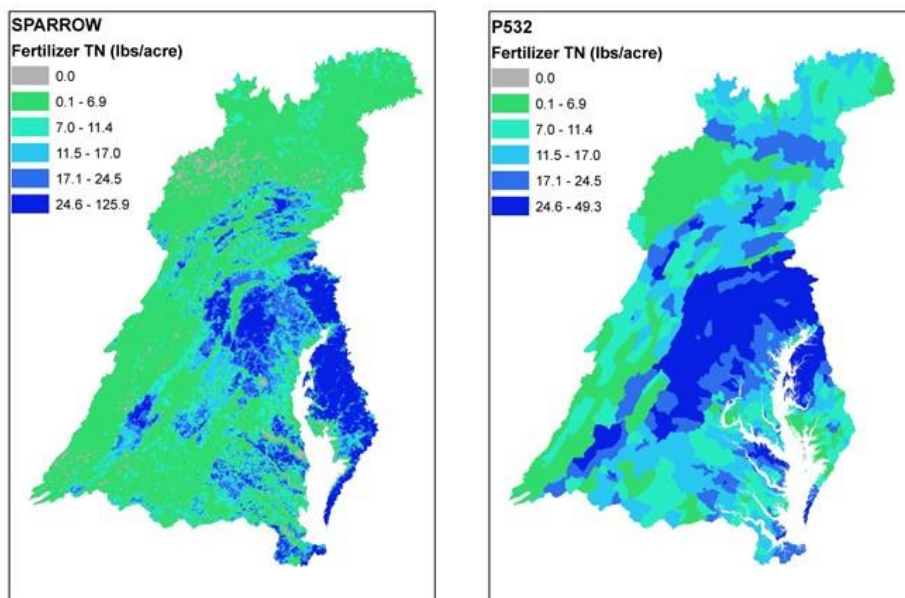 SPARROW
Fertilizer TN (lbs/acre)
0.0
0.1 - 6.9
7.0 - 11.4
11.5 - 17.0
17.1 - 24.5
24.6 - 125.9
P532
Fertilizer TN (lbs/acre)
0.0
0.1 - 6.9
7.0 - 11.4
11.5 - 17.0
17.1 - 24.5
24.6 - 49.3